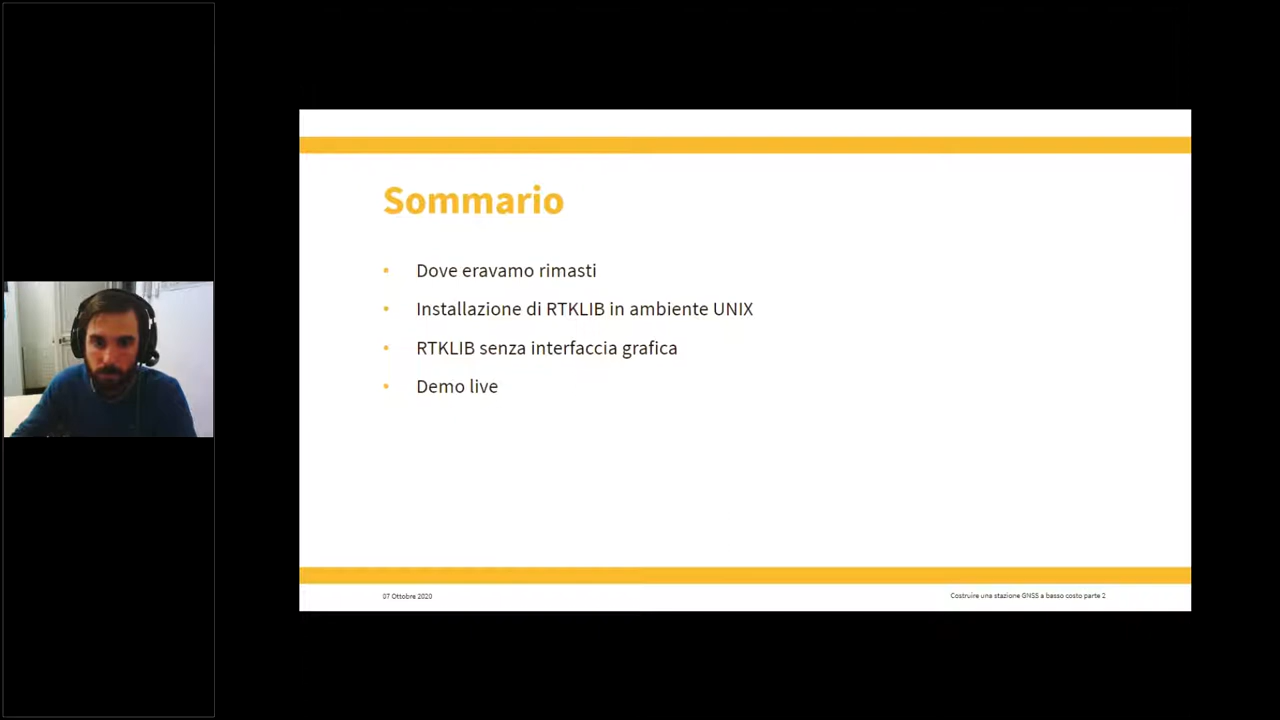 Sommario
• Dove eravamo rimasti
• Installazione di RTKLIB in ambiente UNIX
• RTKLIB senza interfaccia grafica
• Demo live
07 Ottobre 2020
Costruire una stazione GNSS a basso costo parte 2